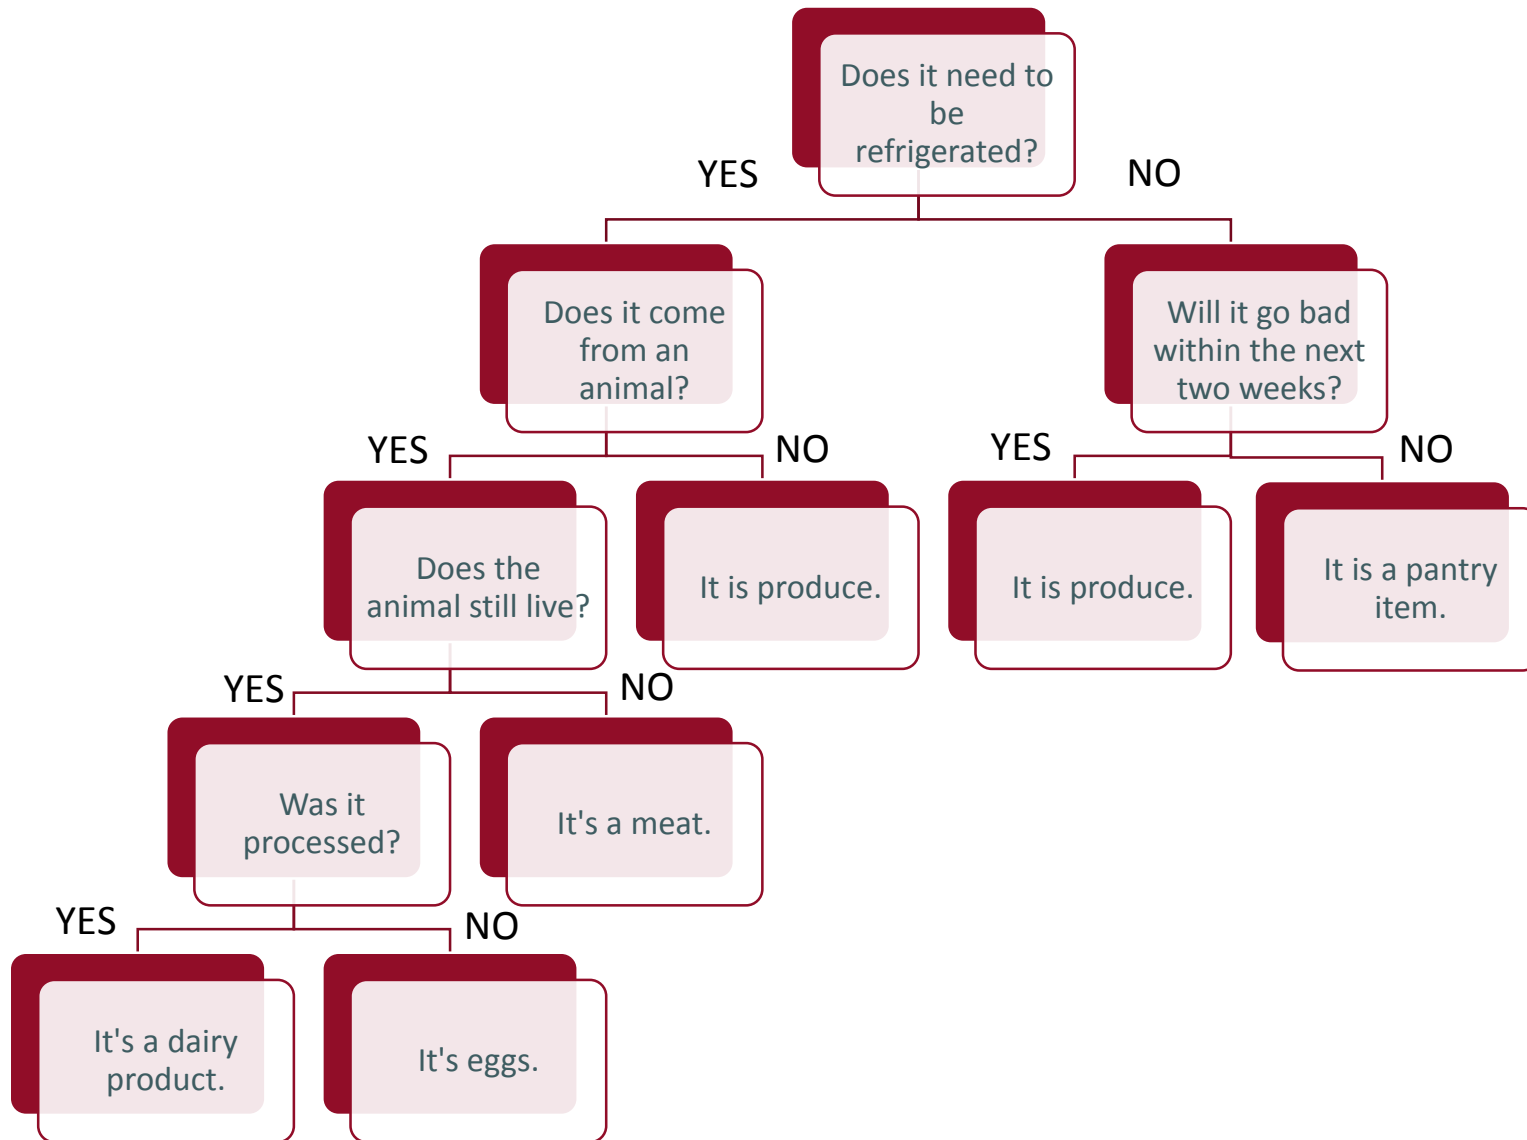 Does it need to
be
refrigerated?
YES
NO
Does it come
from an
animal?
Will it go bad
within the next
two weeks?
YES
NO
YES
NO
Does the
animal still live?
It is produce.
It is produce.
It is a pantry
item.
YES
NO
Was it
processed?
It's a meat.
YES
NO
It's a dairy
product.
It's eggs.